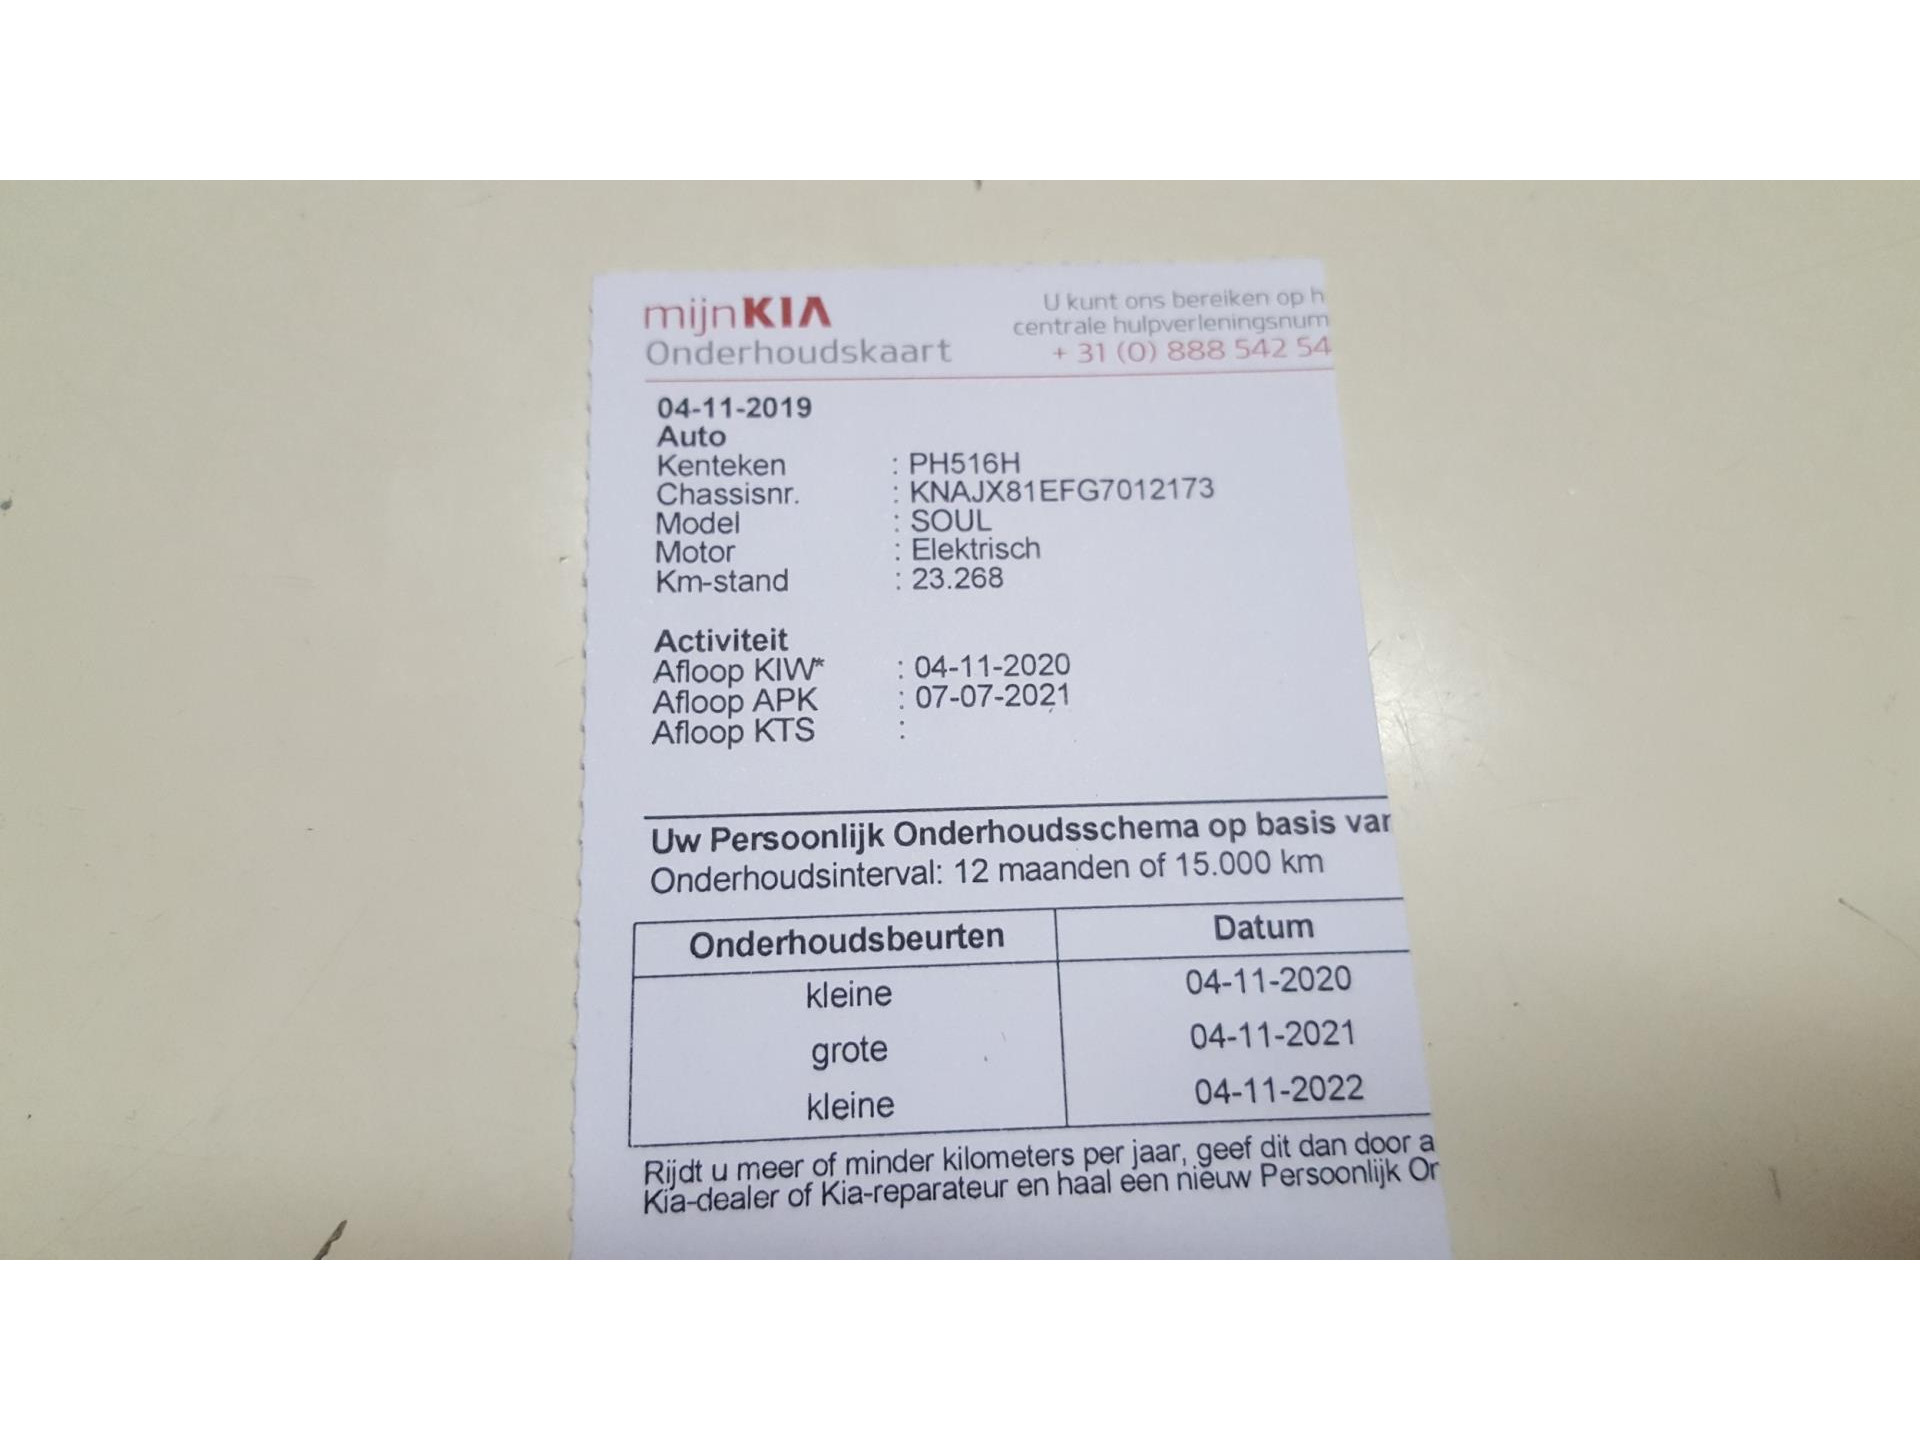 mijnKIA
Onderhoudskaart
U kunt ons bereiken op h
centrale hulpverleningsnum
+ 31 (0) 888 542 54
04-11-2019
Auto
Kenteken : PH516H
Chassisnr. : KNAJX81EFG7012173
Model : SOUL
Motor : Elektrisch
Km-stand : 23.268
Activiteit
Afloop KIW* : 04-11-2020
Afloop APK : 07-07-2021
Afloop KTS :
Uw Persoonlijk Onderhoudsschema op basis van
Onderhoudsinterval: 12 maanden of 15.000 km
Onderhoudsbeurten Datum
kleine 04-11-2020
grote 04-11-2021
kleine 04-11-2022
Rijdt u meer of minder kilometers per jaar, geef dit dan door a
Kia-dealer of Kia-reparateur en haal een nieuw Persoonlijk Or